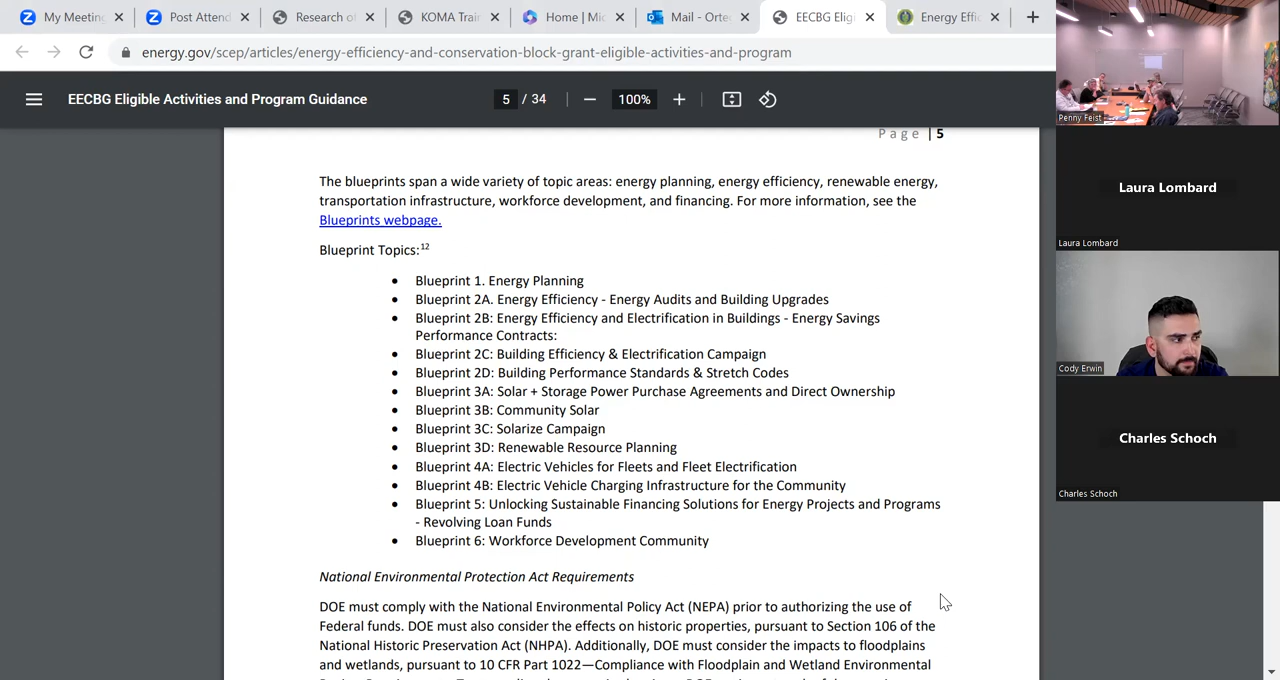 My Meetin
Post Attend
Research o
KOMA Trai
Home | Mi
Mail - Orte
EECBG Elig
Energy Effic
energy.gov/scep/articles/energy-efficiency-and-conservation-block-grant-eligible-activities-and-program
EECBG Eligible Activities and Program Guidance
5 / 34
100%
Page | 5
The blueprints span a wide variety of topic areas: energy planning, energy efficiency, renewable energy,
transportation infrastructure, workforce development, and financing. For more information, see the
Blueprints webpage.
Blueprint Topics:12
• Blueprint 1. Energy Planning
• Blueprint 2A. Energy Efficiency - Energy Audits and Building Upgrades
• Blueprint 2B: Energy Efficiency and Electrification in Buildings - Energy Savings
Performance Contracts:
• Blueprint 2C: Building Efficiency & Electrification Campaign
• Blueprint 2D: Building Performance Standards & Stretch Codes
• Blueprint 3A: Solar + Storage Power Purchase Agreements and Direct Ownership
• Blueprint 3B: Community Solar
• Blueprint 3C: Solarize Campaign
• Blueprint 3D: Renewable Resource Planning
• Blueprint 4A: Electric Vehicles for Fleets and Fleet Electrification
• Blueprint 4B: Electric Vehicle Charging Infrastructure for the Community
• Blueprint 5: Unlocking Sustainable Financing Solutions for Energy Projects and Programs
- Revolving Loan Funds
• Blueprint 6: Workforce Development Community
National Environmental Protection Act Requirements
DOE must comply with the National Environmental Policy Act (NEPA) prior to authorizing the use of
Federal funds. DOE must also consider the effects on historic properties, pursuant to Section 106 of the
National Historic Preservation Act (NHPA). Additionally, DOE must consider the impacts to floodplains
and wetlands, pursuant to 10 CFR Part 1022—Compliance with Floodplain and Wetland Environmental
Penny Feist
Laura Lombard
Laura Lombard
Cody Erwin
Charles Schoch
Charles Schoch